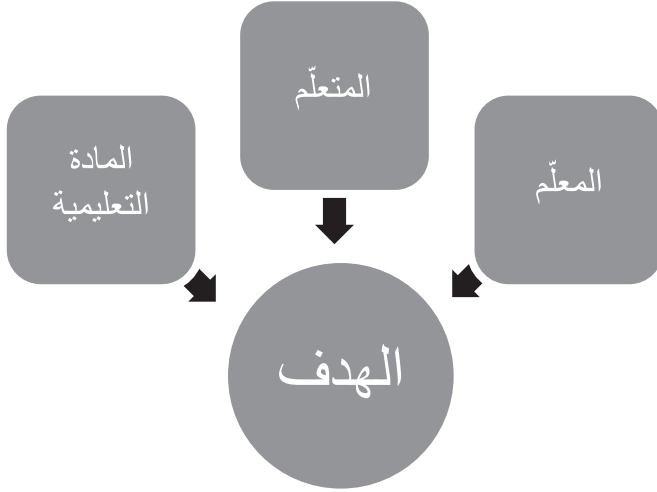 المتعلّم
المعلّم
المادة
التعليمية
الهدف